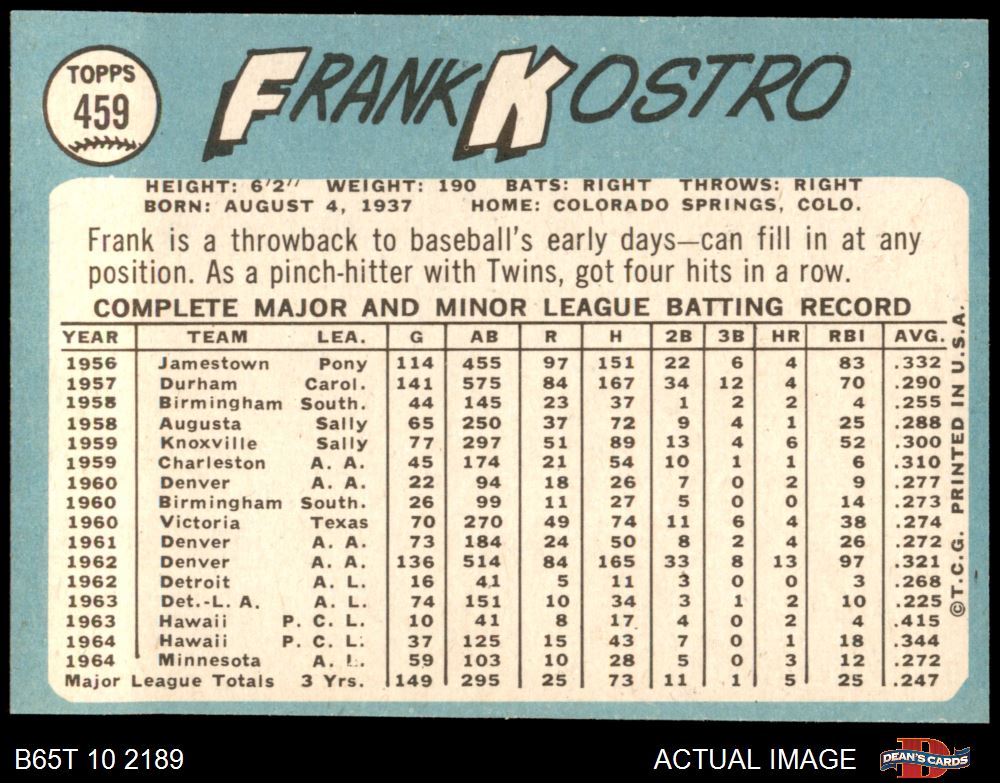 TOPPS
459
FRANK KOSTRO
HEIGHT: 6'2" WEIGHT: 190 BATS: RIGHT THROWS: RIGHT
BORN: AUGUST 4, 1937 HOME: COLORADO SPRINGS, COLO.
Frank is a throwback to baseball's early days—can fill in at any
position. As a pinch-hitter with Twins, got four hits in a row.
COMPLETE MAJOR AND MINOR LEAGUE BATTING RECORD
YEAR TEAM LEA. G AB R H 2B 3B HR RBI AVG.
1956 Jamestown Pony 114 455 97 151 22 6 4 83 .332
1957 Durham Carol. 141 575 84 167 34 12 4 70 .290
1958 Birmingham South. 44 145 23 37 1 2 2 4 .255
1958 Augusta Sally 65 250 37 72 9 4 1 25 .288
1959 Knoxville Sally 77 297 51 89 13 4 6 52 .300
1959 Charleston A. A. 45 174 21 54 10 1 1 6 .310
1960 Denver A. A. 22 94 18 26 7 0 2 9 .277
1960 Birmingham South. 26 99 11 27 5 0 0 14 .273
1960 Victoria Texas 70 270 49 74 11 6 4 38 .274
1961 Denver A. A. 73 184 24 50 8 2 4 26 .272
1962 Denver A. A. 136 514 84 165 33 8 13 97 .321
1962 Detroit A. L. 16 41 5 11 3 0 0 3 .268
1963 Det.-L. A. A. L. 74 151 10 34 3 1 2 10 .225
1963 Hawaii P. C. L. 10 41 8 17 4 0 2 4 .415
1964 Hawaii P. C. L. 37 125 15 43 7 0 1 18 .344
1964 Minnesota A. L. 59 103 10 28 5 0 3 12 .272
Major League Totals 3 Yrs. 149 295 25 73 11 1 5 25 .247
©T.C.G. PRINTED IN U.S.A.
B65T 10 2189
ACTUAL IMAGE
DEAN'S CARDS